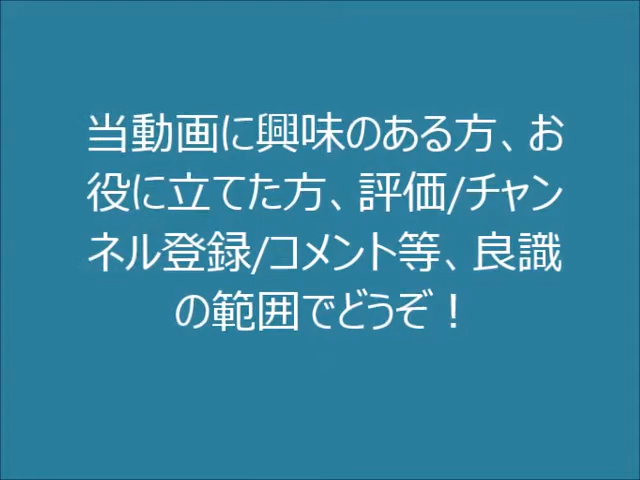 当動画に興味のある方、お
役に立てた方、評価/チャン
ネル登録/コメント等、良識
の範囲でどうぞ！